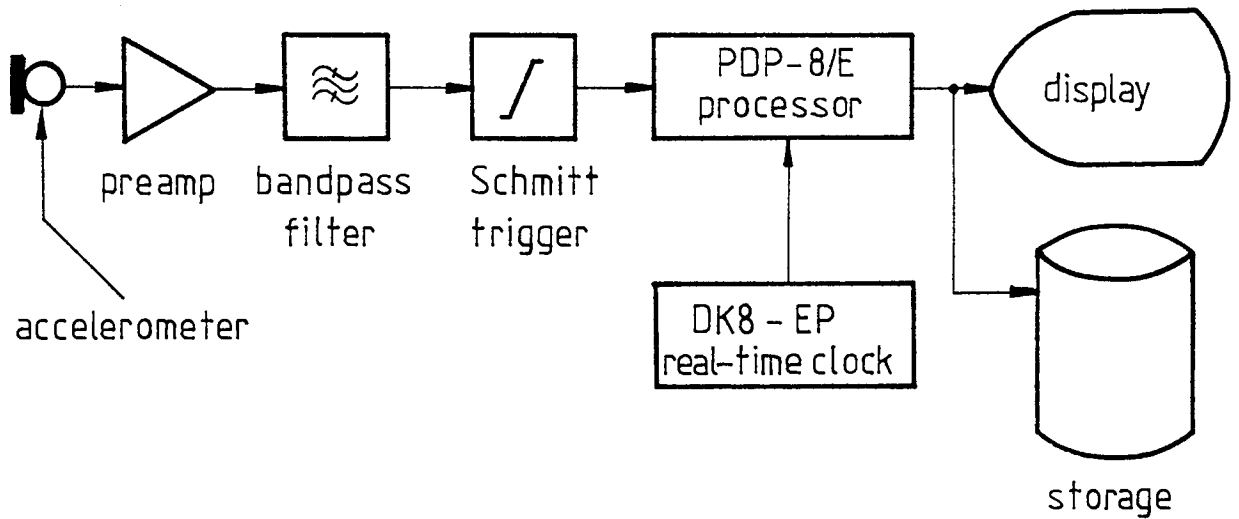 PDP-8/E
processor
display
preamp
bandpass
filter
Schmitt
trigger
accelerometer
DK8 - EP
real-time clock
storage